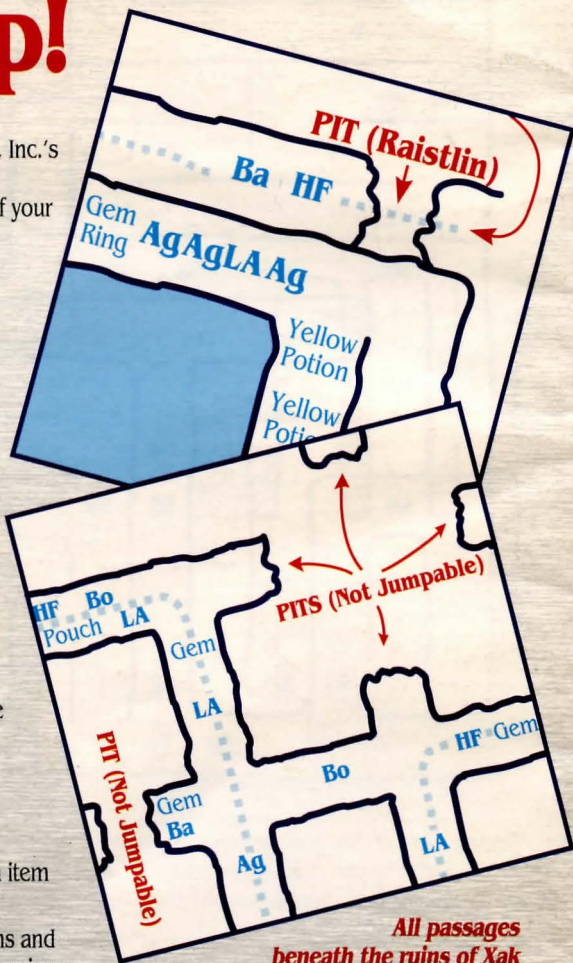 p!
, Inc.'s
f your
PIT (Raistlin)
Ba HF
Gem
Ring
AgAgLAAg
Yellow
Potion
Yellow
HF Bo
Pouch LA
Gem
PITS (Not Jumpable)
LA
HF Gem
Bo
PIT (Not Jumpable)
Gem
Ba
Ag
LA
e
item
ns and
All passages
beneath the ruins of Xak